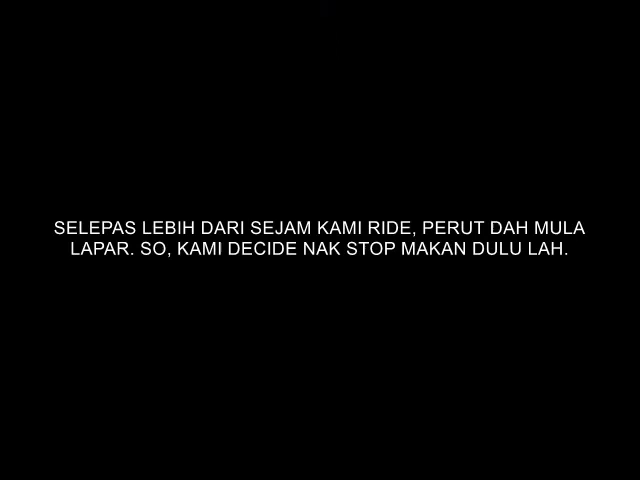 SELEPAS LEBIH DARI SEJAM KAMI RIDE, PERUT DAH MULA
LAPAR. SO, KAMI DECIDE NAK STOP MAKAN DULU LAH.